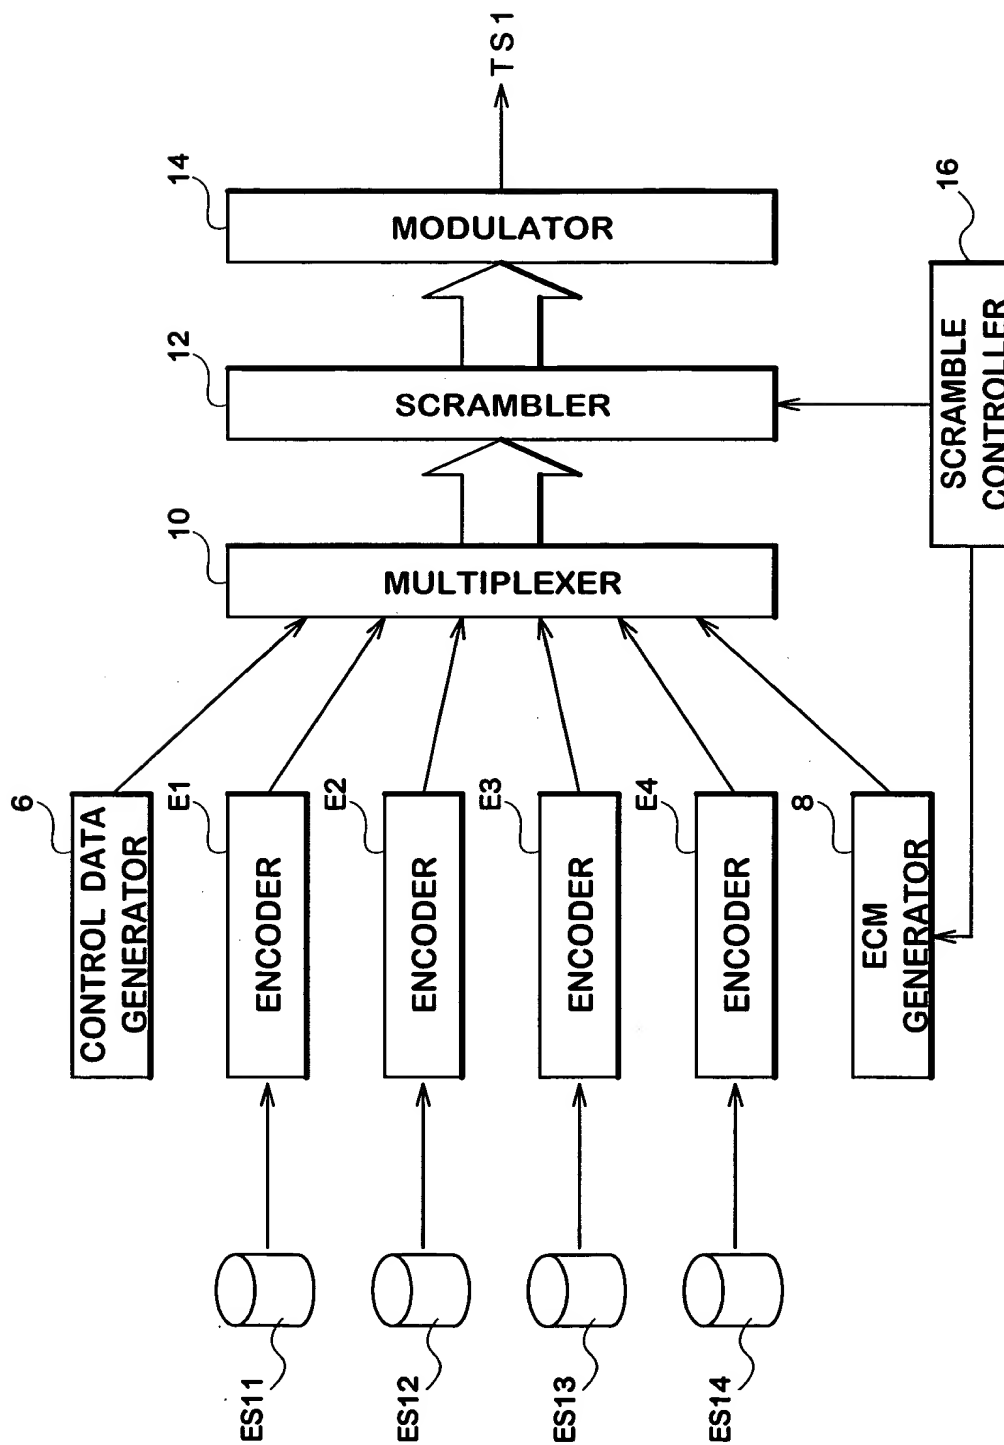 6
CONTROL DATA
GENERATOR
ES11
E1
ENCODER
ES12
E2
ENCODER
ES13
E3
ENCODER
ES14
E4
ENCODER
8
ECM
GENERATOR
10
MULTIPLEXER
12
SCRAMBLER
14
MODULATOR
TS1
16
SCRAMBLE
CONTROLLER